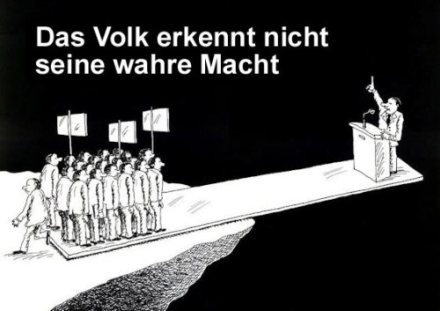 Das Volk erkennt nicht
seine wahre Macht